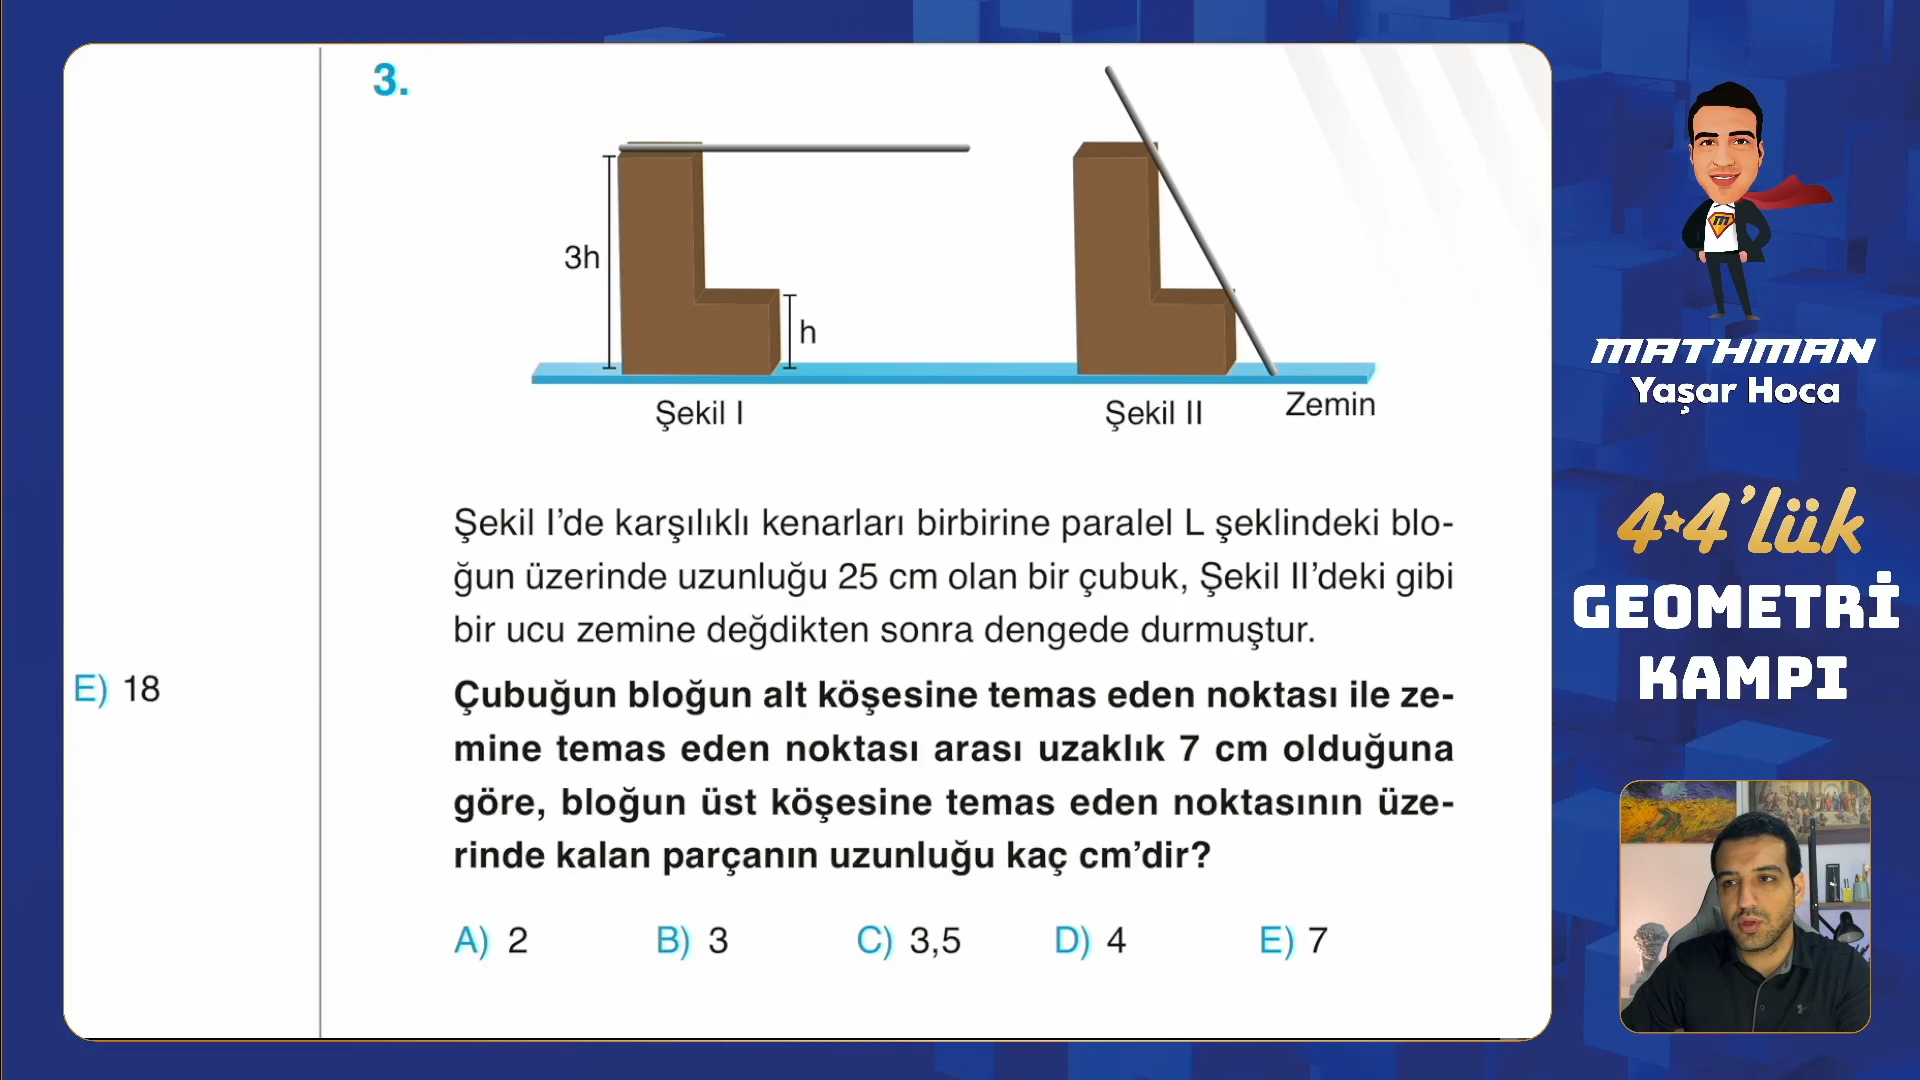 3.
3h
h
Şekil I
Şekil II
Zemin
Şekil I’de karşılıklı kenarları birbirine paralel L şeklindeki blo-
ğun üzerinde uzunluğu 25 cm olan bir çubuk, Şekil II’deki gibi
bir ucu zemine değdikten sonra dengede durmuştur.
Çubuğun bloğun alt köşesine temas eden noktası ile ze-
mine temas eden noktası arası uzaklık 7 cm olduğuna
göre, bloğun üst köşesine temas eden noktasının üze-
rinde kalan parçanın uzunluğu kaç cm’dir?
A) 2 B) 3 C) 3,5 D) 4 E) 7
E) 18
m
MATHMAN
Yaşar Hoca
4★4’lük
GEOMETRİ
KAMPI